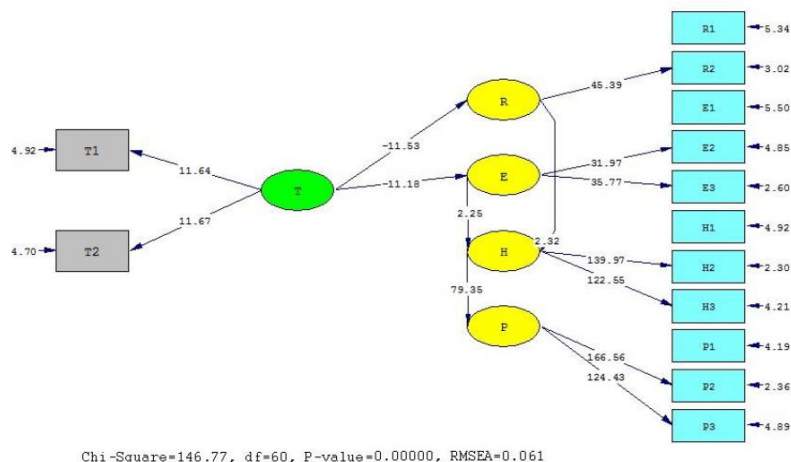 R1 5.34
R2 3.02
E1 5.50
E2 4.85
E3 2.60
H1 4.92
H2 2.30
H3 4.21
P1 4.19
P2 2.36
P3 4.89
4.92 T1
4.70 T2
11.64
11.67
T
-11.53
-11.18
R
E
H
P
2.25
79.35
2.32
45.39
31.97
35.77
139.97
122.55
166.56
124.43
Chi-Square=146.77, df=60, P-value=0.00000, RMSEA=0.061